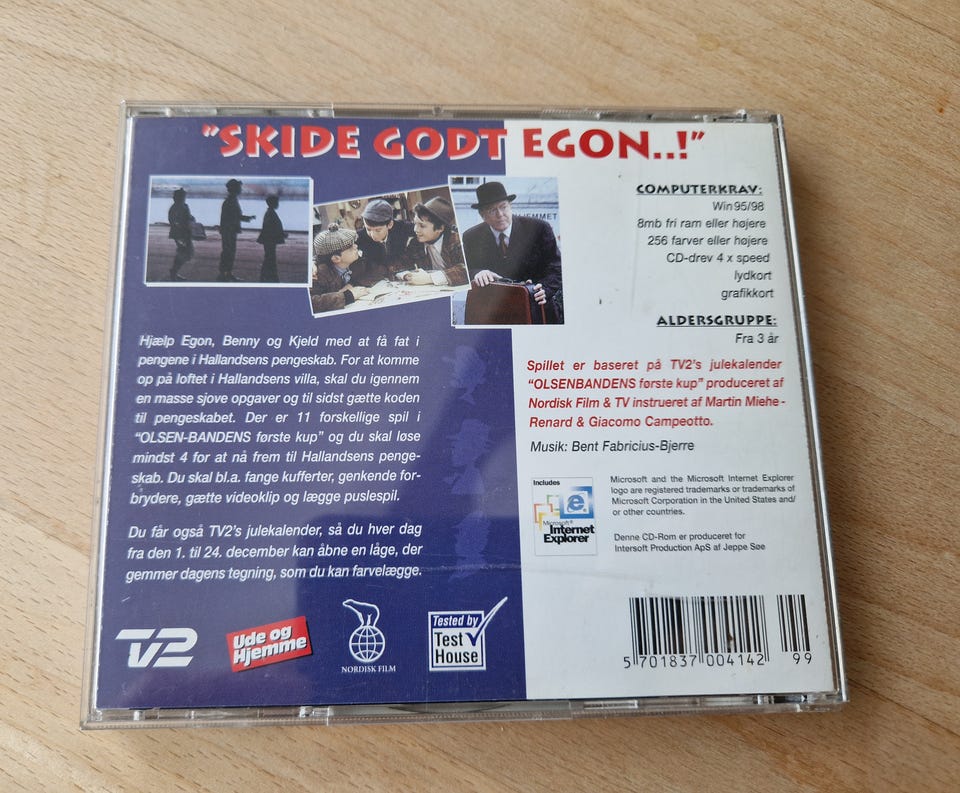 "SKIDE GODT EGON..!"
HJEMMET
COMPUTERKRAV:
Win 95/98
8mb fri ram eller højere
256 farver eller højere
CD-drev 4 x speed
lydkort
grafikkort
ALDERSGRUPPE:
Fra 3 år
Hjælp Egon, Benny og Kjeld med at få fat i
pengene i Hallandsens pengeskab. For at komme
op på loftet i Hallandsens villa, skal du igennem
en masse sjove opgaver og til sidst gætte koden
til pengeskabet. Der er 11 forskellige spil i
"OLSEN-BANDENS første kup" og du skal løse
mindst 4 for at nå frem til Hallandsens penge-
skab. Du skal bl.a. fange kufferter, genkende for-
brydere, gætte videoklip og lægge puslespil.
Du får også TV2's julekalender, så du hver dag
fra den 1. til 24. december kan åbne en låge, der
gemmer dagens tegning, som du kan farvelægge.
Spillet er baseret på TV2's julekalender
"OLSENBANDENS første kup" produceret af
Nordisk Film & TV instrueret af Martin Miehe-
Renard & Giacomo Campeotto.
Musik: Bent Fabricius-Bjerre
Includes
Microsoft®
Internet
Explorer
Microsoft and the Microsoft Internet Explorer
logo are registered trademarks or trademarks of
Microsoft Corporation in the United States and/
or other countries.
Denne CD-Rom er produceret for
Intersoft Production ApS af Jeppe Søe
TV2
Ude og
Hjemme
NORDISK FILM
Tested by
Test
House
5 701837 004142 99